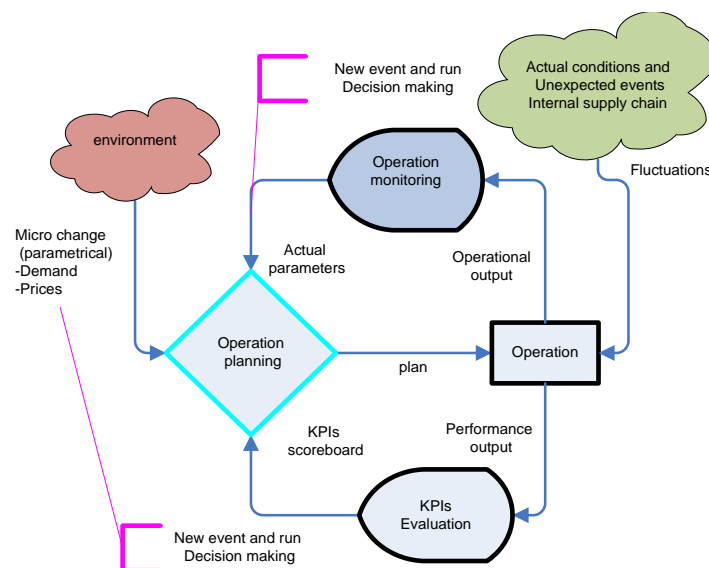 New event and run
Decision making
Actual conditions and
Unexpected events
Internal supply chain
environment
Operation
monitoring
Fluctuations
Micro change
(parametrical)
-Demand
-Prices
Actual
parameters
Operational
output
Operation
planning
plan
Operation
KPIs
scoreboard
Performance
output
KPIs
Evaluation
New event and run
Decision making